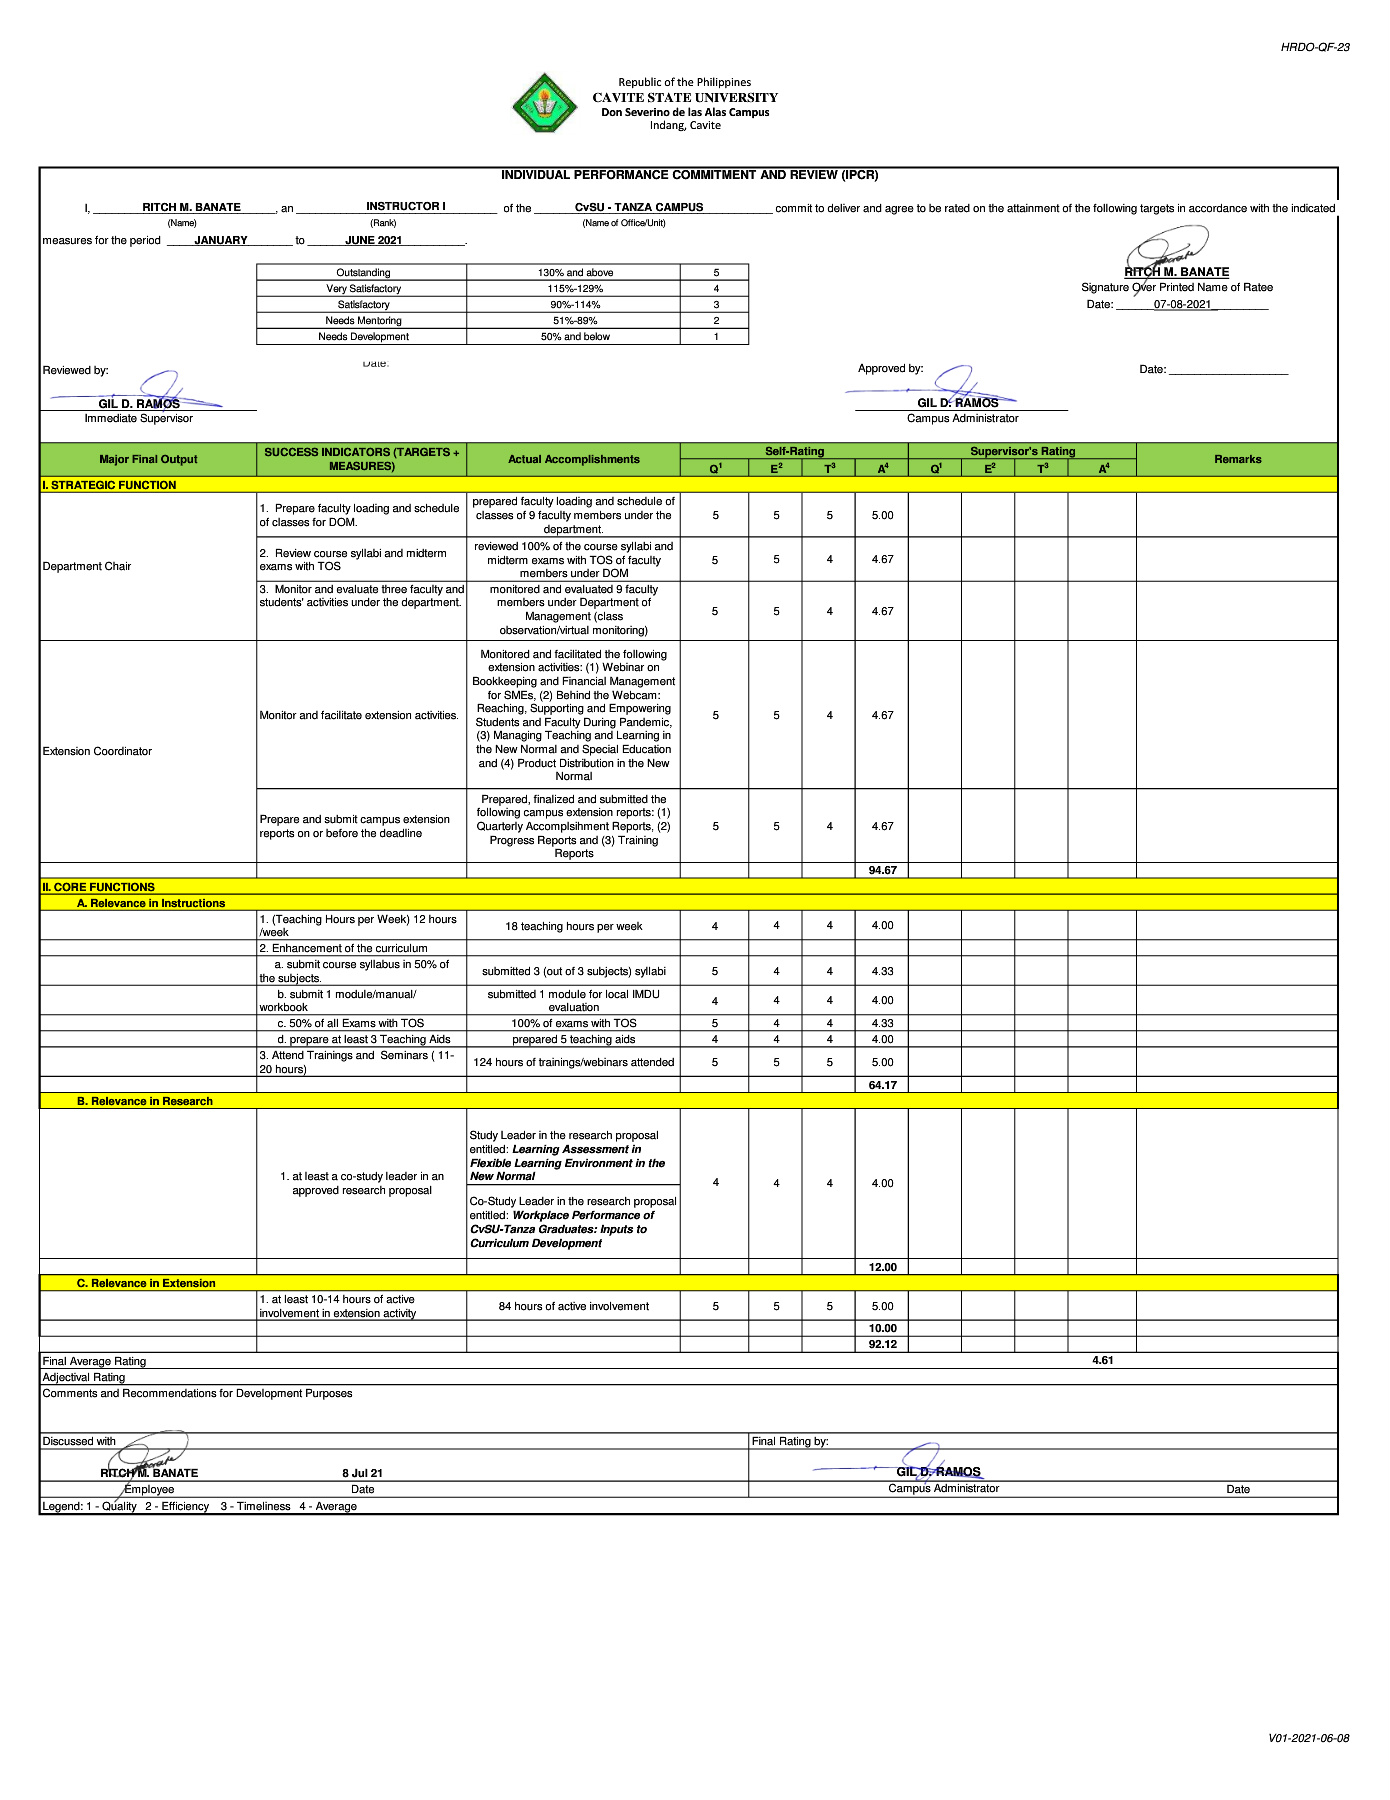 HRDO-QF-23
Republic of the Philippines
CAVITE STATE UNIVERSITY
Don Severino de las Alas Campus
Indang, Cavite
INDIVIDUAL PERFORMANCE COMMITMENT AND REVIEW (IPCR)
I, RITCH M. BANATE, an INSTRUCTOR I of the CvSU - TANZA CAMPUS commit to deliver and agree to be rated on the attainment of the following targets in accordance with the indicated
(Name) (Rank) (Name of Office/Unit)
measures for the period JANUARY to JUNE 2021.
Outstanding 130% and above 5
Very Satisfactory 115%-129% 4
Satisfactory 90%-114% 3
Needs Mentoring 51%-89% 2
Needs Development 50% and below 1
RITCH M. BANATE
Signature Over Printed Name of Ratee
Date: 07-08-2021
Reviewed by:
Date:
Approved by:
Date:
GIL D. RAMOS
Immediate Supervisor
GIL D. RAMOS
Campus Administrator
Major Final Output
SUCCESS INDICATORS (TARGETS +
MEASURES)
Actual Accomplishments
Self-Rating
Q1 E2 T3 A4
Supervisor's Rating
Q1 E2 T3 A4
Remarks
I. STRATEGIC FUNCTION
Department Chair
1. Prepare faculty loading and schedule
of classes for DOM.
prepared faculty loading and schedule of
classes of 9 faculty members under the
department.
5 5 5 5.00
2. Review course syllabi and midterm
exams with TOS
reviewed 100% of the course syllabi and
midterm exams with TOS of faculty
members under DOM
5 5 4 4.67
3. Monitor and evaluate three faculty and
students' activities under the department.
monitored and evaluated 9 faculty
members under Department of
Management (class
observation/virtual monitoring)
5 5 4 4.67
Extension Coordinator
Monitor and facilitate extension activities.
Monitored and facilitated the following
extension activities: (1) Webinar on
Bookkeeping and Financial Management
for SMEs, (2) Behind the Webcam:
Reaching, Supporting and Empowering
Students and Faculty During Pandemic,
(3) Managing Teaching and Learning in
the New Normal and Special Education
and (4) Product Distribution in the New
Normal
5 5 4 4.67
Prepare and submit campus extension
reports on or before the deadline
Prepared, finalized and submitted the
following campus extension reports: (1)
Quarterly Accomplsihment Reports, (2)
Progress Reports and (3) Training
Reports
5 5 4 4.67
94.67
II. CORE FUNCTIONS
A. Relevance in Instructions
1. (Teaching Hours per Week) 12 hours
/week
18 teaching hours per week
4 4 4 4.00
2. Enhancement of the curriculum
a. submit course syllabus in 50% of
the subjects.
submitted 3 (out of 3 subjects) syllabi
5 4 4 4.33
b. submit 1 module/manual/
workbook
submitted 1 module for local IMDU
evaluation
4 4 4 4.00
c. 50% of all Exams with TOS
100% of exams with TOS
5 4 4 4.33
d. prepare at least 3 Teaching Aids
prepared 5 teaching aids
4 4 4 4.00
3. Attend Trainings and Seminars ( 11-
20 hours)
124 hours of trainings/webinars attended
5 5 5 5.00
64.17
B. Relevance in Research
1. at least a co-study leader in an
approved research proposal
Study Leader in the research proposal
entitled: Learning Assessment in
Flexible Learning Environment in the
New Normal
Co-Study Leader in the research proposal
entitled: Workplace Performance of
CvSU-Tanza Graduates: Inputs to
Curriculum Development
4 4 4 4.00
12.00
C. Relevance in Extension
1. at least 10-14 hours of active
involvement in extension activity
84 hours of active involvement
5 5 5 5.00
10.00
92.12
Final Average Rating 4.61
Adjectival Rating
Comments and Recommendations for Development Purposes
Discussed with
Final Rating by:
RITCH M. BANATE 8 Jul 21
GIL D. RAMOS
Employee Date
Campus Administrator Date
Legend: 1 - Quality 2 - Efficiency 3 - Timeliness 4 - Average
V01-2021-06-08